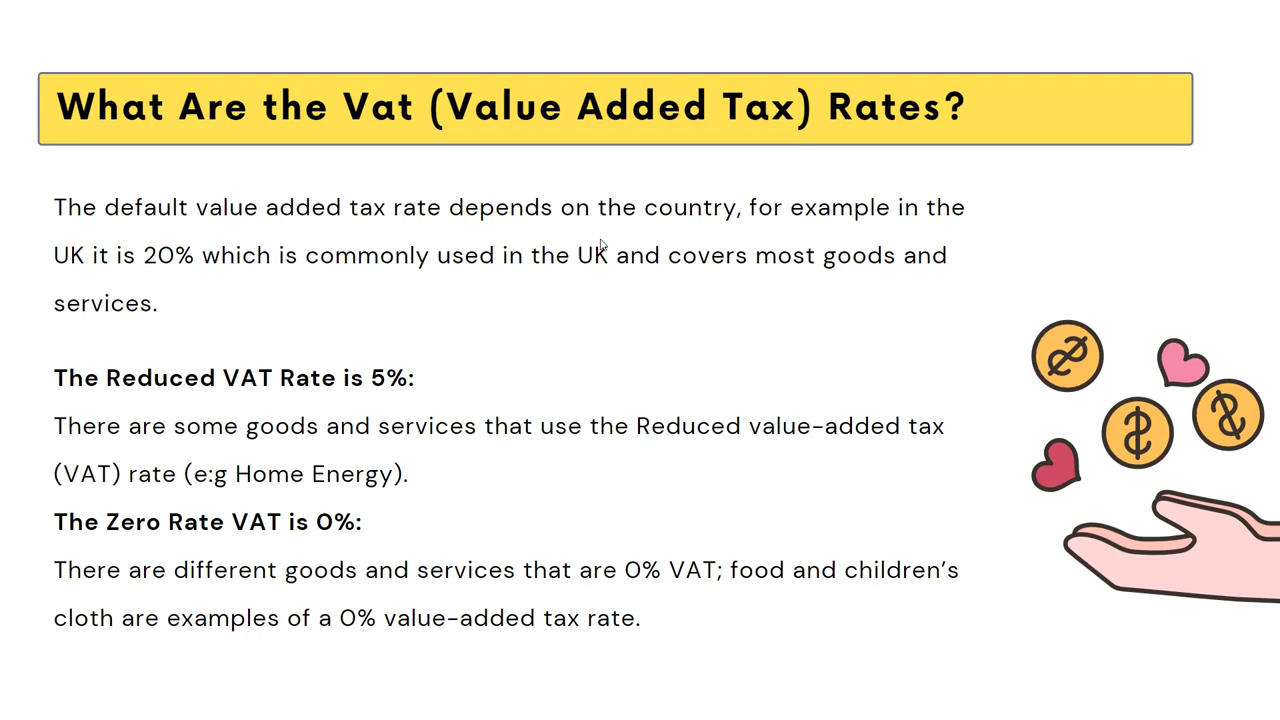 What Are the Vat (Value Added Tax) Rates?
The default value added tax rate depends on the country, for example in the
UK it is 20% which is commonly used in the UK and covers most goods and
services.
The Reduced VAT Rate is 5%:
There are some goods and services that use the Reduced value-added tax
(VAT) rate (e:g Home Energy).
The Zero Rate VAT is 0%:
There are different goods and services that are 0% VAT; food and children’s
cloth are examples of a 0% value-added tax rate.